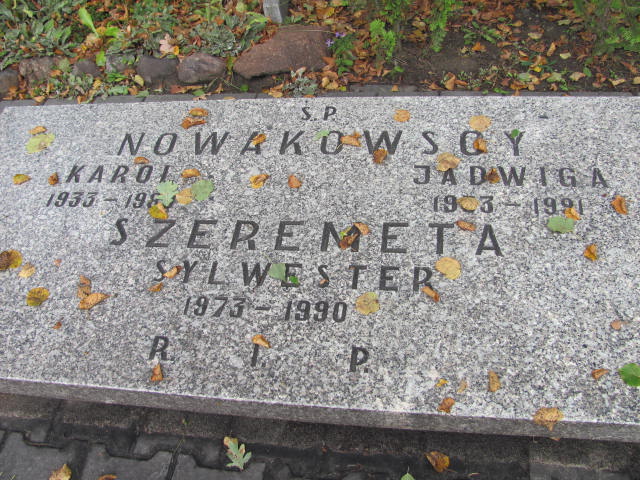 S.P.
NOWAKOWSCY
KAROL JADWIGA
1933 - 1991
SZEREMETA
SYLWESTER
1973 - 1990
R. I. P.